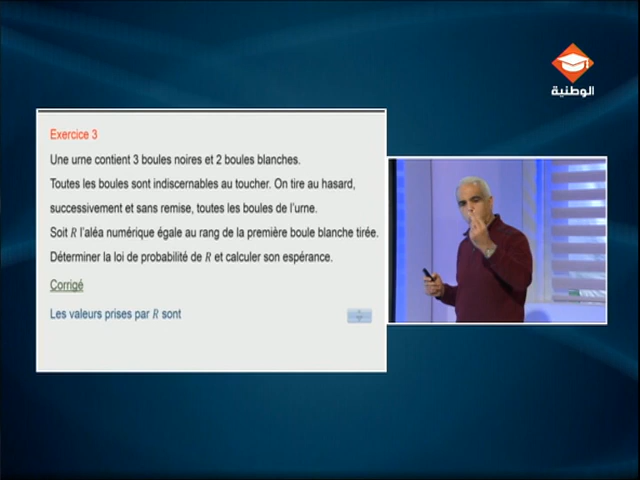 الوطنية
Exercice 3
Une urne contient 3 boules noires et 2 boules blanches.
Toutes les boules sont indiscernables au toucher. On tire au hasard,
successivement et sans remise, toutes les boules de l'urne.
Soit R l'aléa numérique égale au rang de la première boule blanche tirée.
Déterminer la loi de probabilité de R et calculer son espérance.
Corrigé
Les valeurs prises par R sont